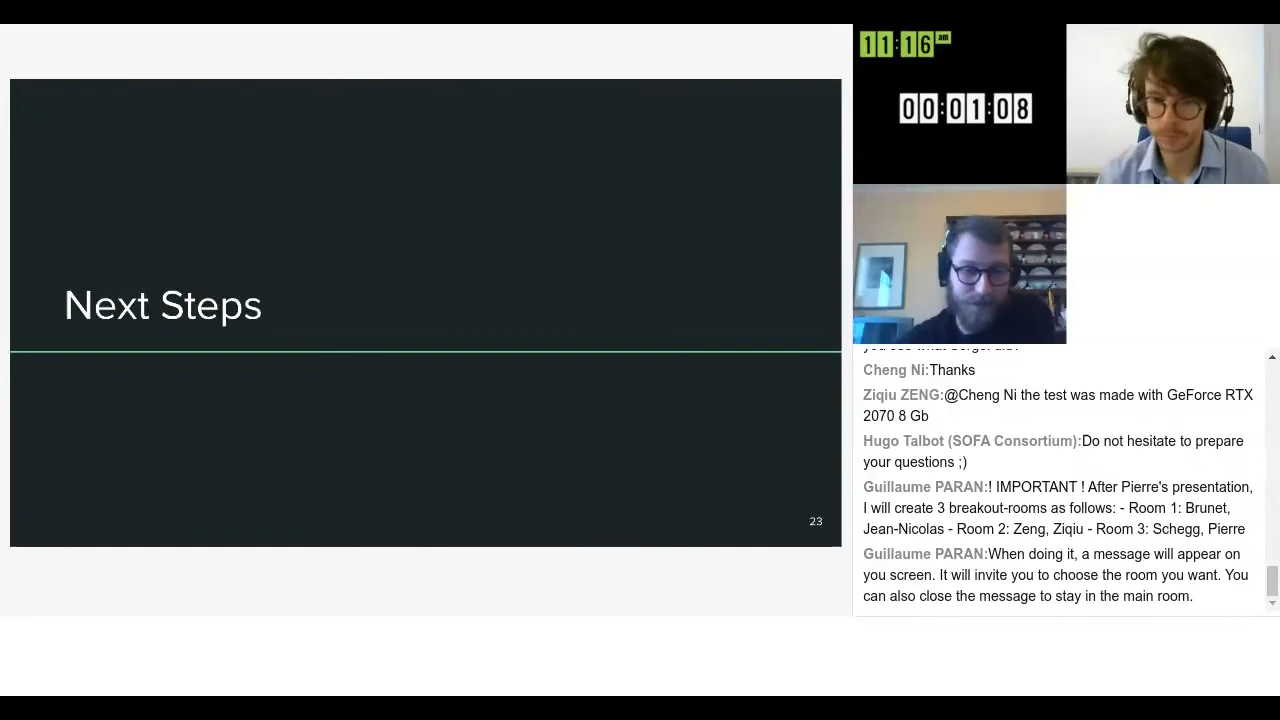 Next Steps
23
11:16 am
00:01:08
Cheng Ni:Thanks
Ziqiu ZENG:@Cheng Ni the test was made with GeForce RTX
2070 8 Gb
Hugo Talbot (SOFA Consortium):Do not hesitate to prepare
your questions ;)
Guillaume PARAN:! IMPORTANT ! After Pierre's presentation,
I will create 3 breakout-rooms as follows: - Room 1: Brunet,
Jean-Nicolas - Room 2: Zeng, Ziqiu - Room 3: Schegg, Pierre
Guillaume PARAN:When doing it, a message will appear on
you screen. It will invite you to choose the room you want. You
can also close the message to stay in the main room.